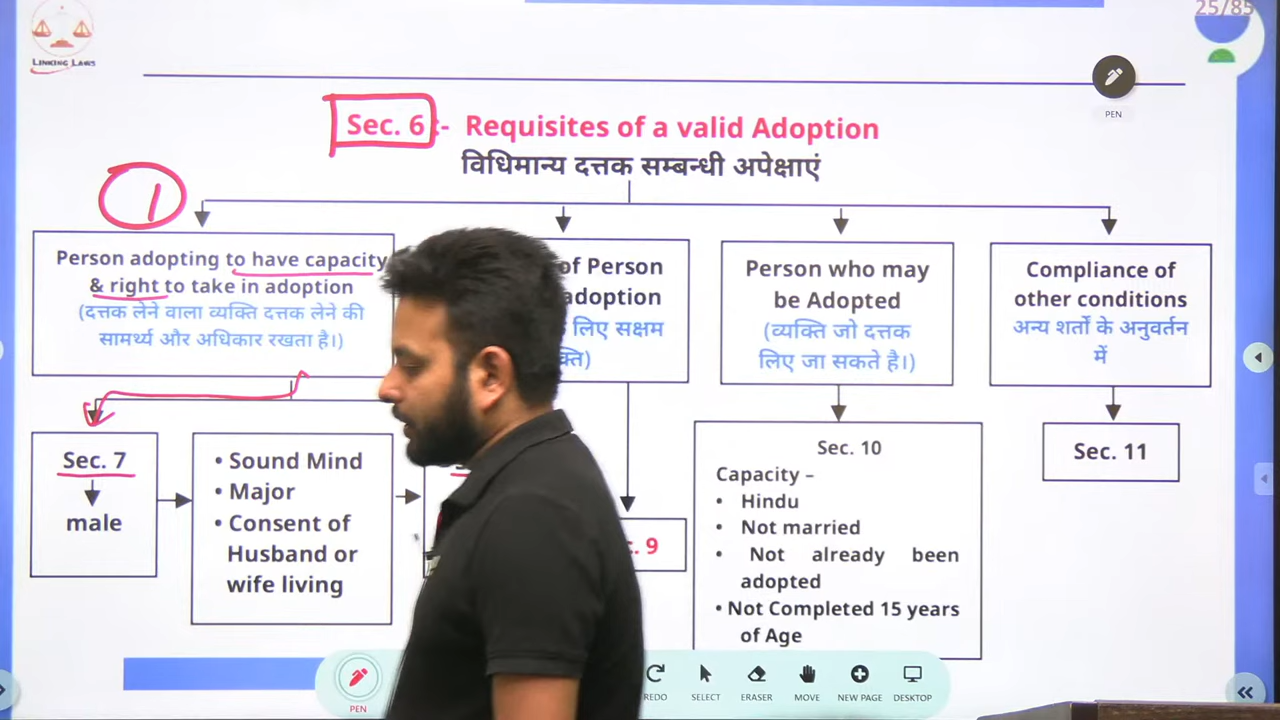 25/85
LINKING LAWS
PEN
Sec. 6 :- Requisites of a valid Adoption
विधिमान्य दत्तक सम्बन्धी अपेक्षाएं
1
Person adopting to have capacity
& right to take in adoption
(दत्तक लेने वाला व्यक्ति दत्तक लेने की
सामर्थ्य और अधिकार रखता है।)
of Person
adoption
लिए सक्षम
Person who may
be Adopted
(व्यक्ति जो दत्तक
लिए जा सकते है।)
Compliance of
other conditions
अन्य शर्तों के अनुवर्तन
में
Sec. 7
male
• Sound Mind
• Major
• Consent of
Husband or
wife living
. 9
Sec. 10
Capacity –
• Hindu
• Not married
• Not already been
adopted
• Not Completed 15 years
of Age
Sec. 11
PEN
REDO
SELECT
ERASER
MOVE
NEW PAGE
DESKTOP